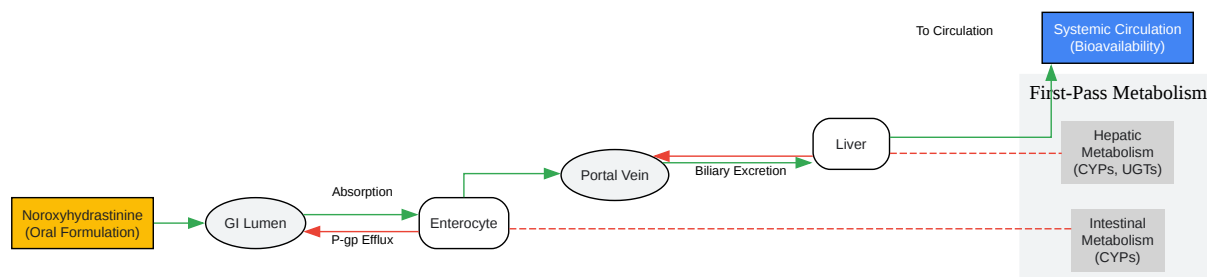 To Circulation
Systemic Circulation
(Bioavailability)
First-Pass Metabolism
Hepatic
Metabolism
(CYPs, UGTs)
Liver
Biliary Excretion
Portal Vein
Absorption
Noroxyhydrastinine
(Oral Formulation)
GI Lumen
Enterocyte
P-gp Efflux
Intestinal
Metabolism
(CYPs)